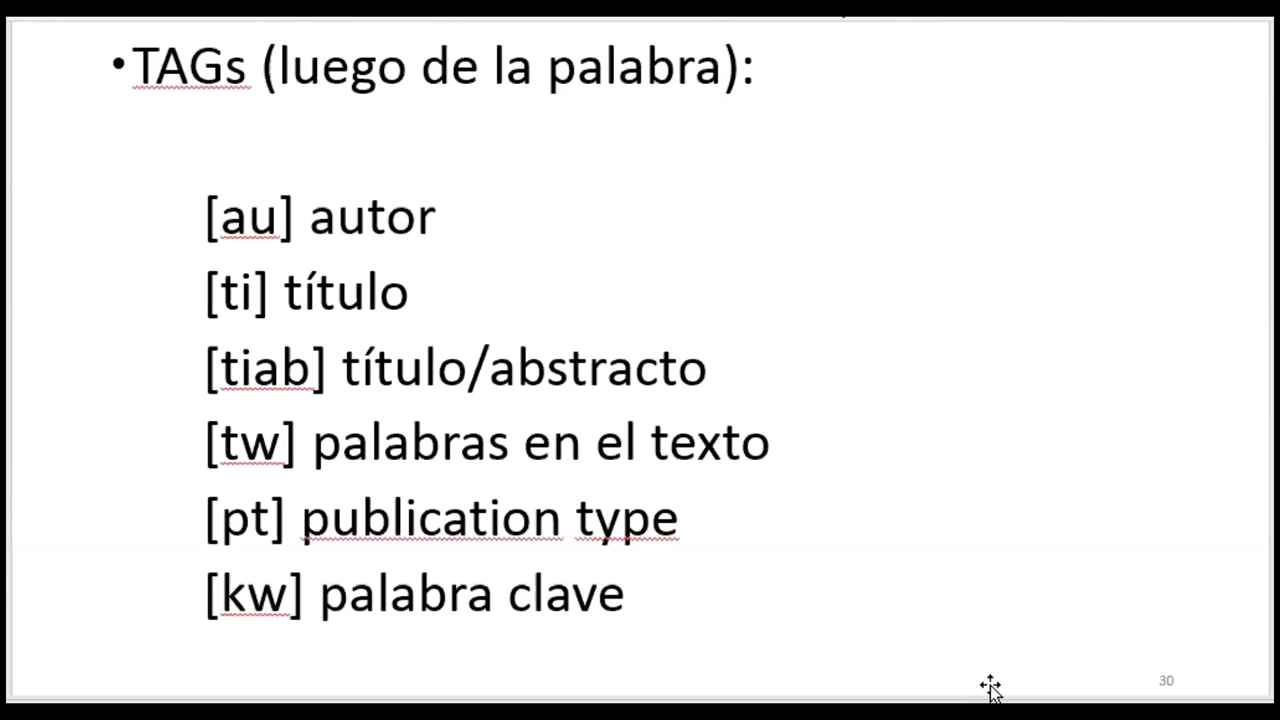 •TAGs (luego de la palabra):
[au] autor
[ti] título
[tiab] título/abstracto
[tw] palabras en el texto
[pt] publication type
[kw] palabra clave
30